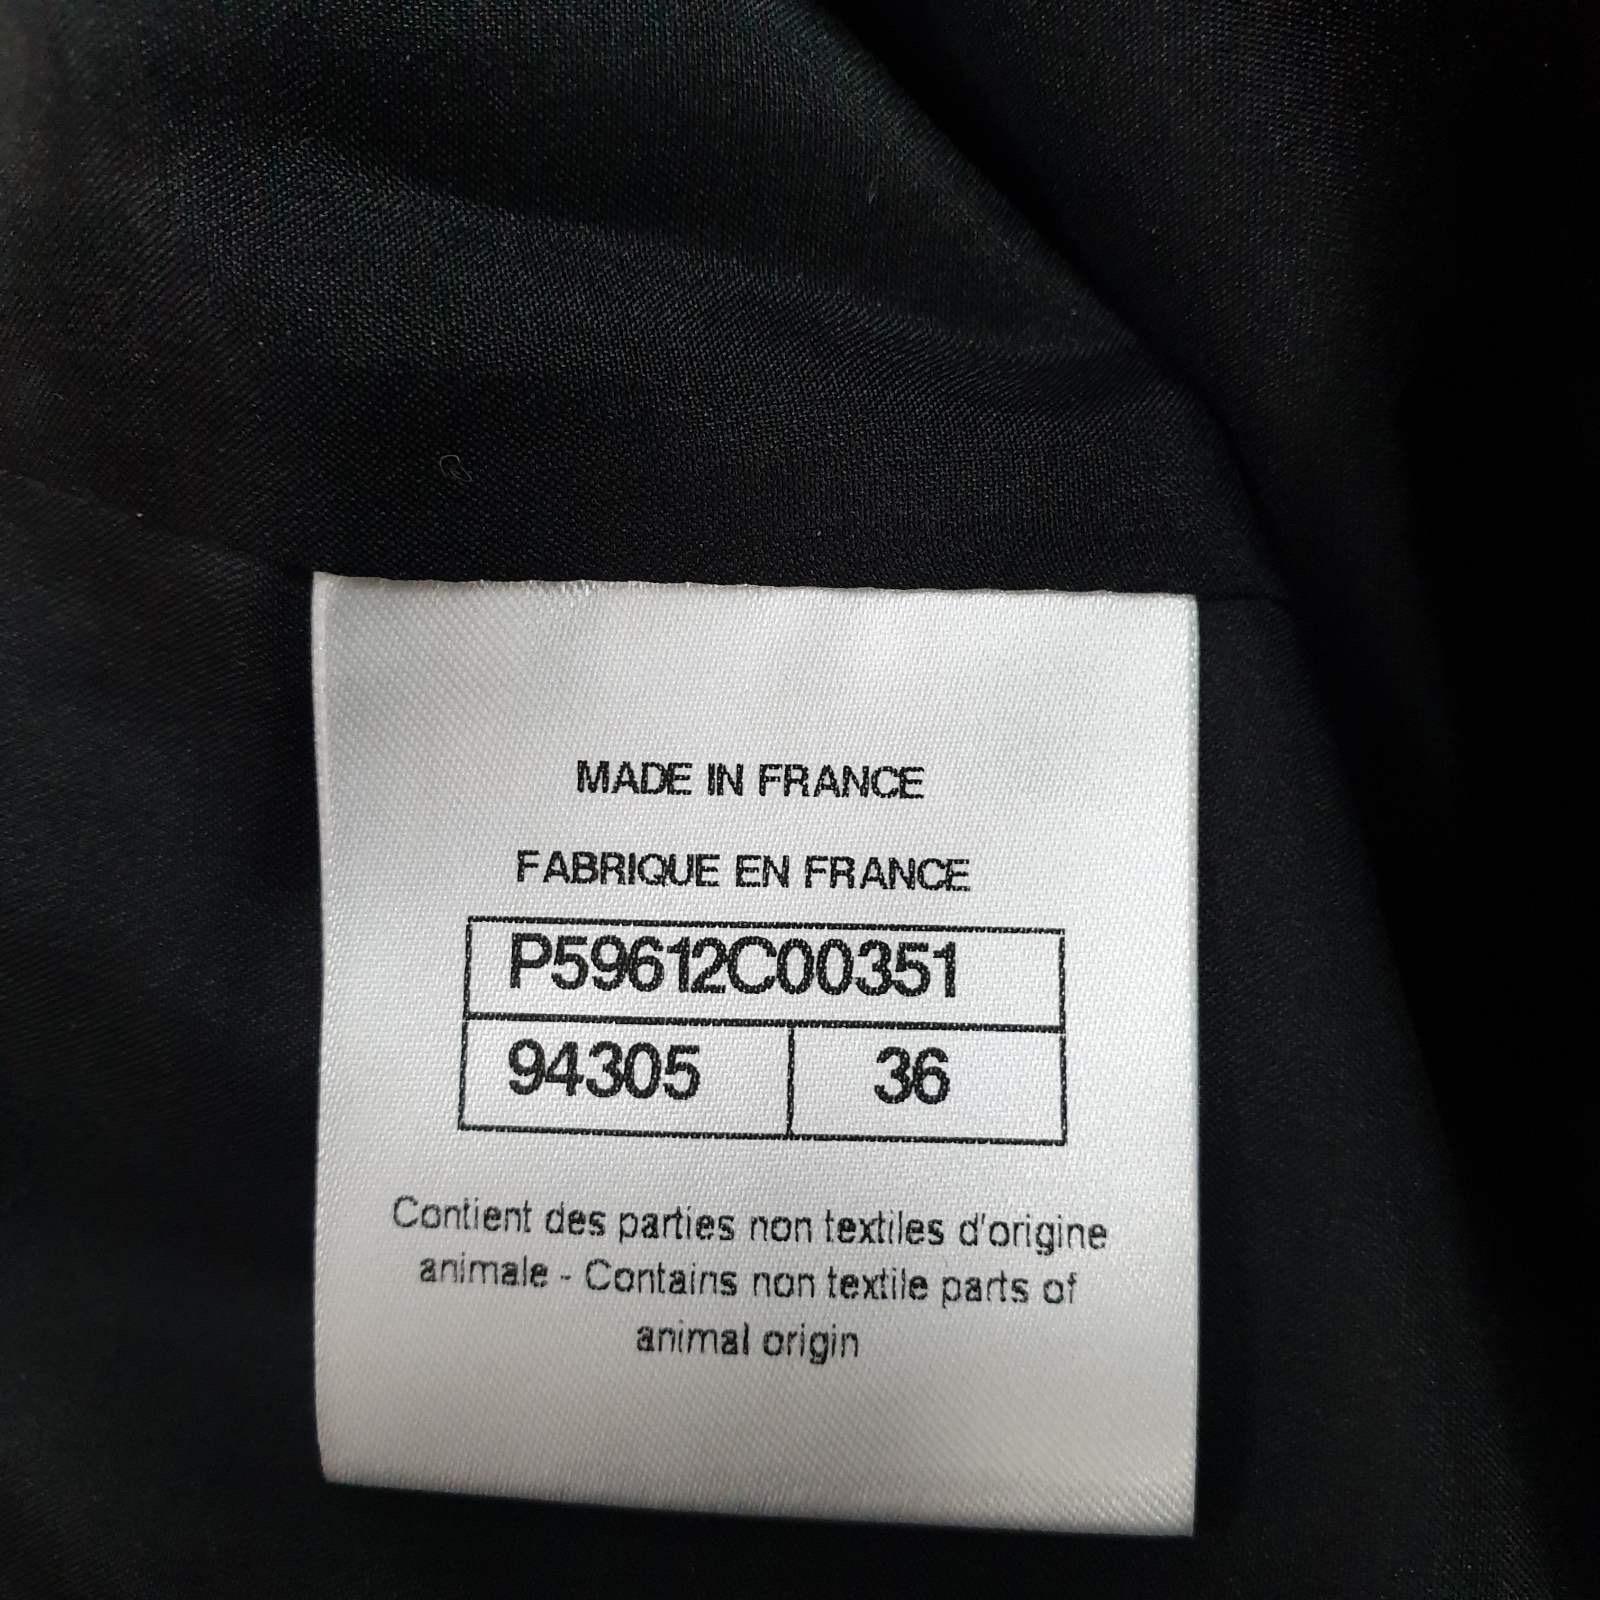 MADE IN FRANCE
FABRIQUE EN FRANCE
P59612C00351
94305 36
Contient des parties non textiles d'origine
animale - Contains non textile parts of
animal origin